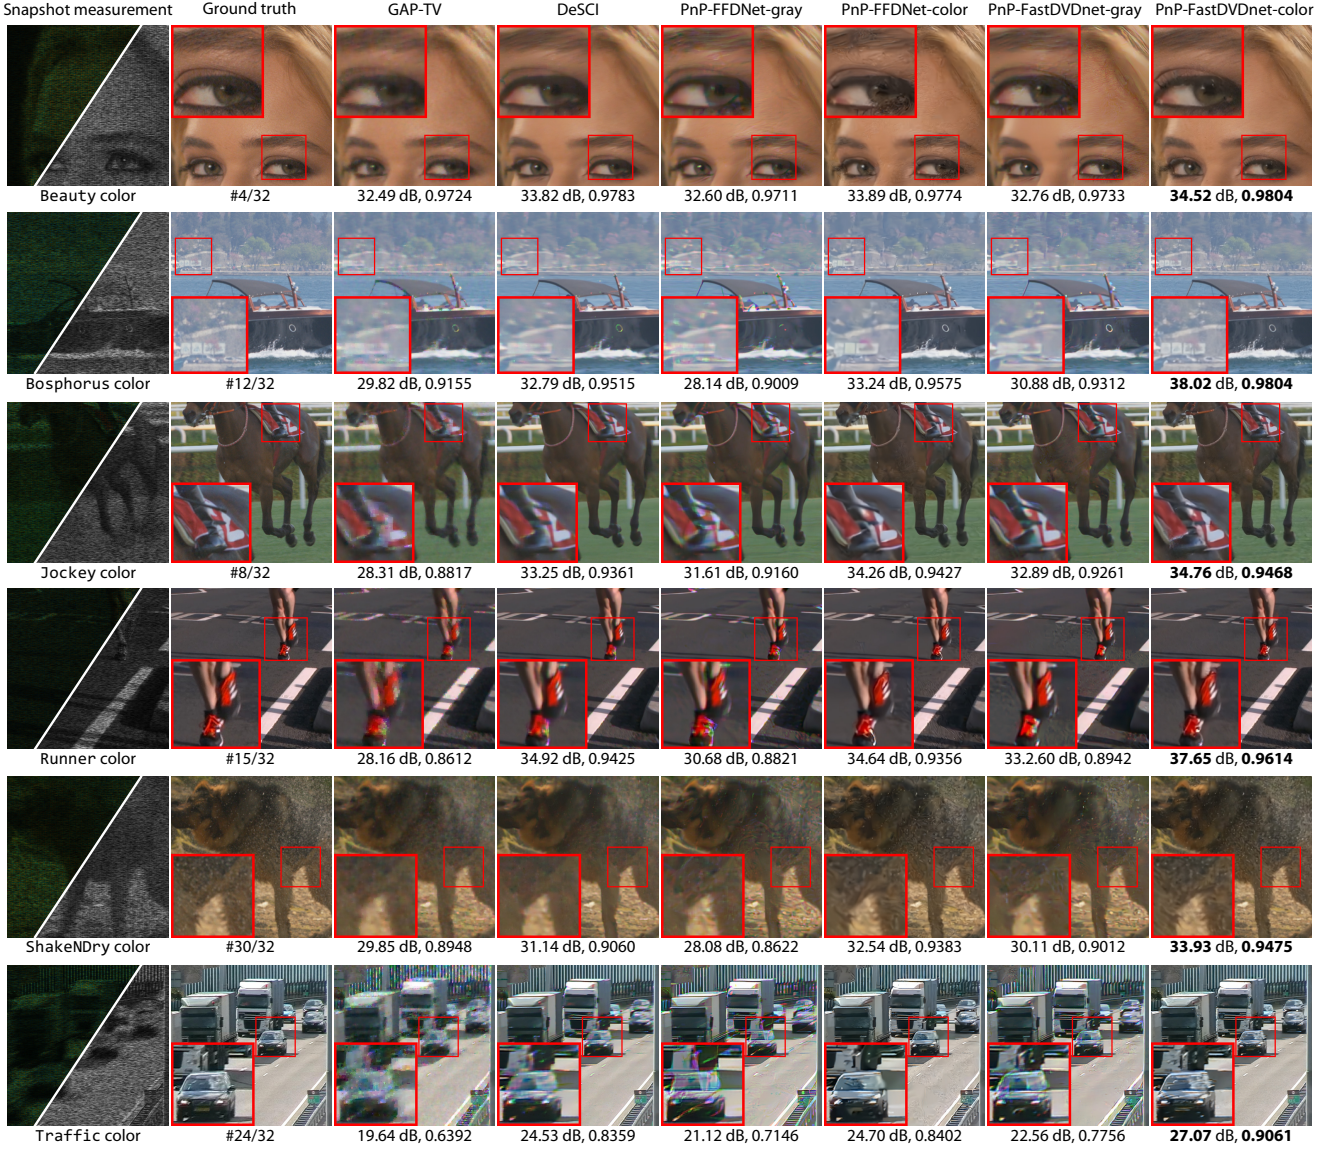 Snapshot measurement Ground truth GAP-TV DeSCI PnP-FFDNet-gray PnP-FFDNet-color PnP-FastDVDnet-gray PnP-FastDVDnet-color
Beauty color #4/32 32.49 dB, 0.9724 33.82 dB, 0.9783 32.60 dB, 0.9711 33.89 dB, 0.9774 32.76 dB, 0.9733 34.52 dB, 0.9804
Bosphorus color #12/32 29.82 dB, 0.9155 32.79 dB, 0.9515 28.14 dB, 0.9009 33.24 dB, 0.9575 30.88 dB, 0.9312 38.02 dB, 0.9804
Jockey color #8/32 28.31 dB, 0.8817 33.25 dB, 0.9361 31.61 dB, 0.9160 34.26 dB, 0.9427 32.89 dB, 0.9261 34.76 dB, 0.9468
Runner color #15/32 28.16 dB, 0.8612 34.92 dB, 0.9425 30.68 dB, 0.8821 34.64 dB, 0.9356 33.2.60 dB, 0.8942 37.65 dB, 0.9614
ShakeNDry color #30/32 29.85 dB, 0.8948 31.14 dB, 0.9060 28.08 dB, 0.8622 32.54 dB, 0.9383 30.11 dB, 0.9012 33.93 dB, 0.9475
Traffic color #24/32 19.64 dB, 0.6392 24.53 dB, 0.8359 21.12 dB, 0.7146 24.70 dB, 0.8402 22.56 dB, 0.7756 27.07 dB, 0.9061